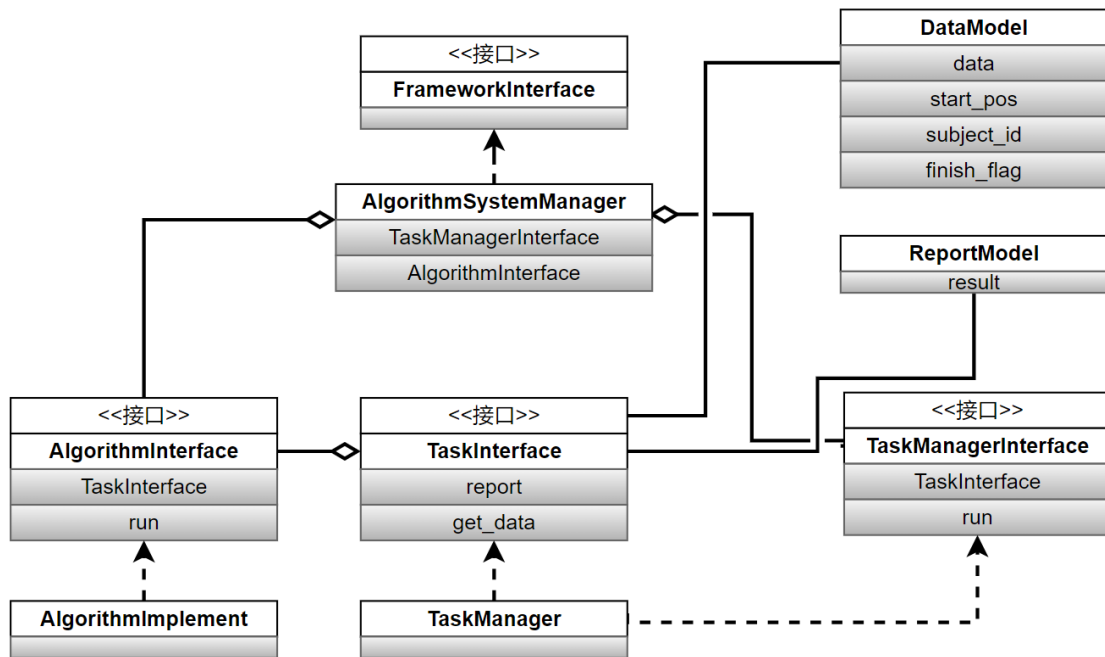 <<接口>>
FrameworkInterface
DataModel
data
start_pos
subject_id
finish_flag
AlgorithmSystemManager
TaskManagerInterface
AlgorithmInterface
ReportModel
result
<<接口>>
AlgorithmInterface
TaskInterface
run
<<接口>>
TaskInterface
report
get_data
<<接口>>
TaskManagerInterface
TaskInterface
run
AlgorithmImplement
TaskManager